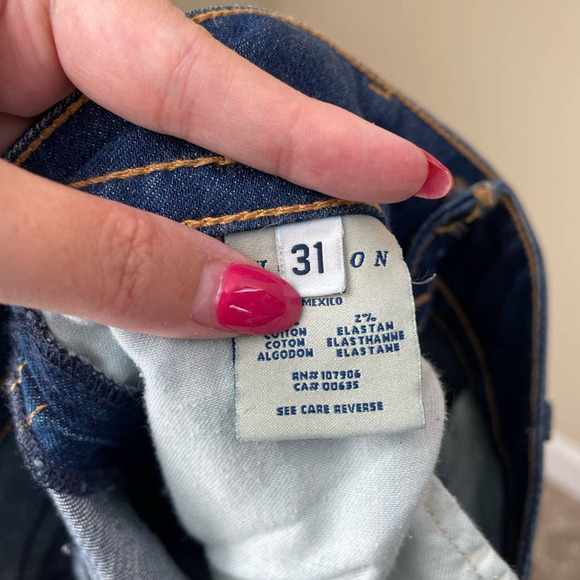 31
O N
MEXICO
2%
COTTON ELASTAN
COTON ELASTHANNE
ALGODON ELASTANE
RN# 107906
CA# 00635
SEE CARE REVERSE